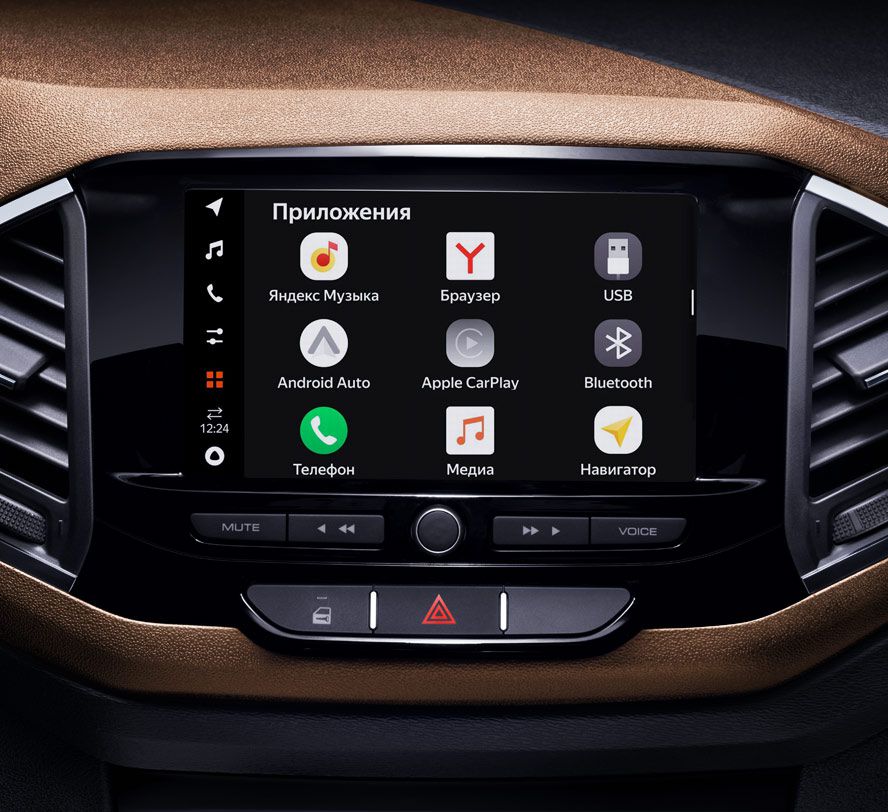 Приложения
Яндекс Музыка
Браузер
USB
Android Auto
Apple CarPlay
Bluetooth
12:24
Телефон
Медиа
Навигатор
MUTE
VOICE